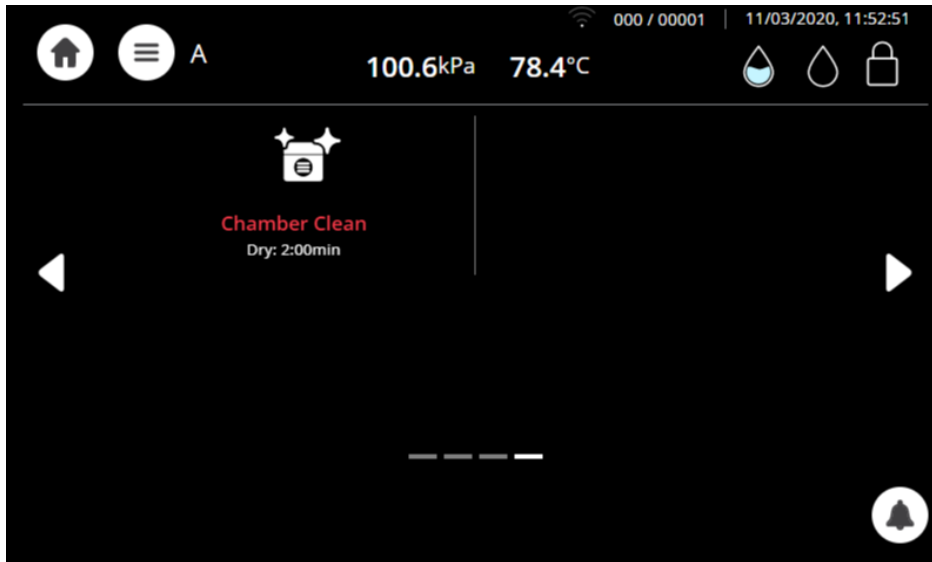 000 / 00001 | 11/03/2020, 11:52:51
A
100.6kPa 78.4°C
Chamber Clean
Dry: 2:00min